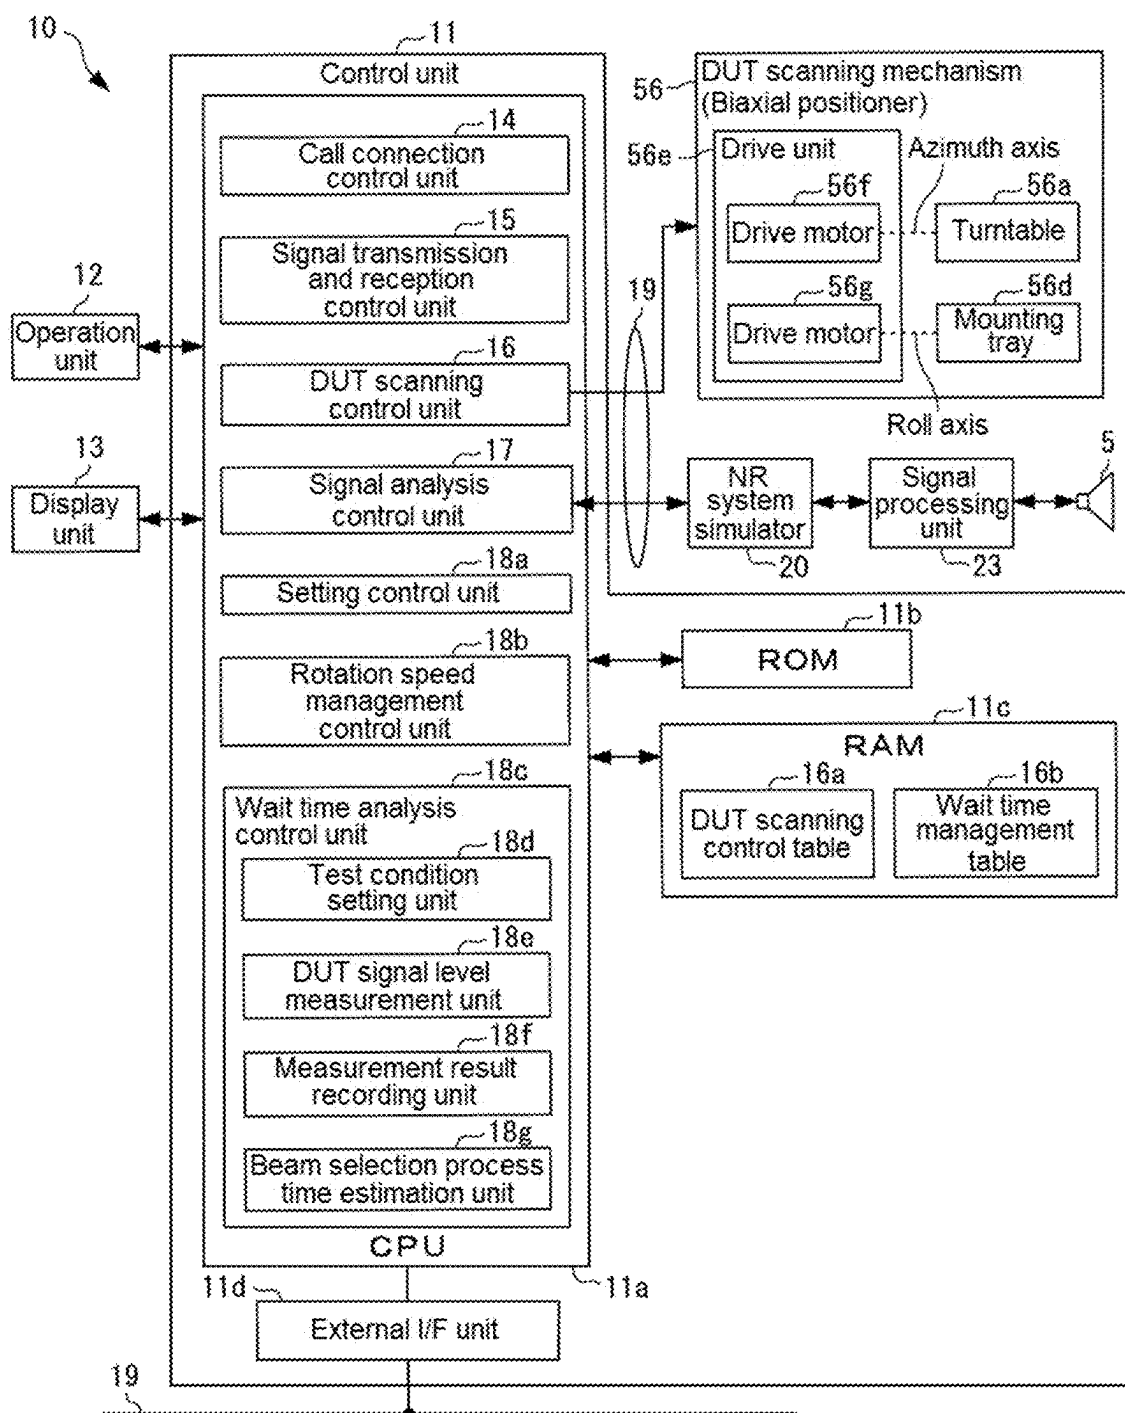 10
11
Control unit
14
Call connection
control unit
15
Signal transmission
and reception
control unit
16
DUT scanning
control unit
17
Signal analysis
control unit
18a
Setting control unit
18b
Rotation speed
management
control unit
18c
Wait time analysis
control unit
18d
Test condition
setting unit
18e
DUT signal level
measurement unit
18f
Measurement result
recording unit
18g
Beam selection process
time estimation unit
CPU
11a
11d
External I/F unit
19
12
Operation
unit
13
Display
unit
56
DUT scanning mechanism
(Biaxial positioner)
56e
Drive unit
Azimuth axis
56f
Drive motor
56a
Turntable
56g
Drive motor
56d
Mounting
tray
Roll axis
19
NR
system
simulator
20
Signal
processing
unit
23
5
11b
ROM
11c
RAM
16a
DUT scanning
control table
16b
Wait time
management
table